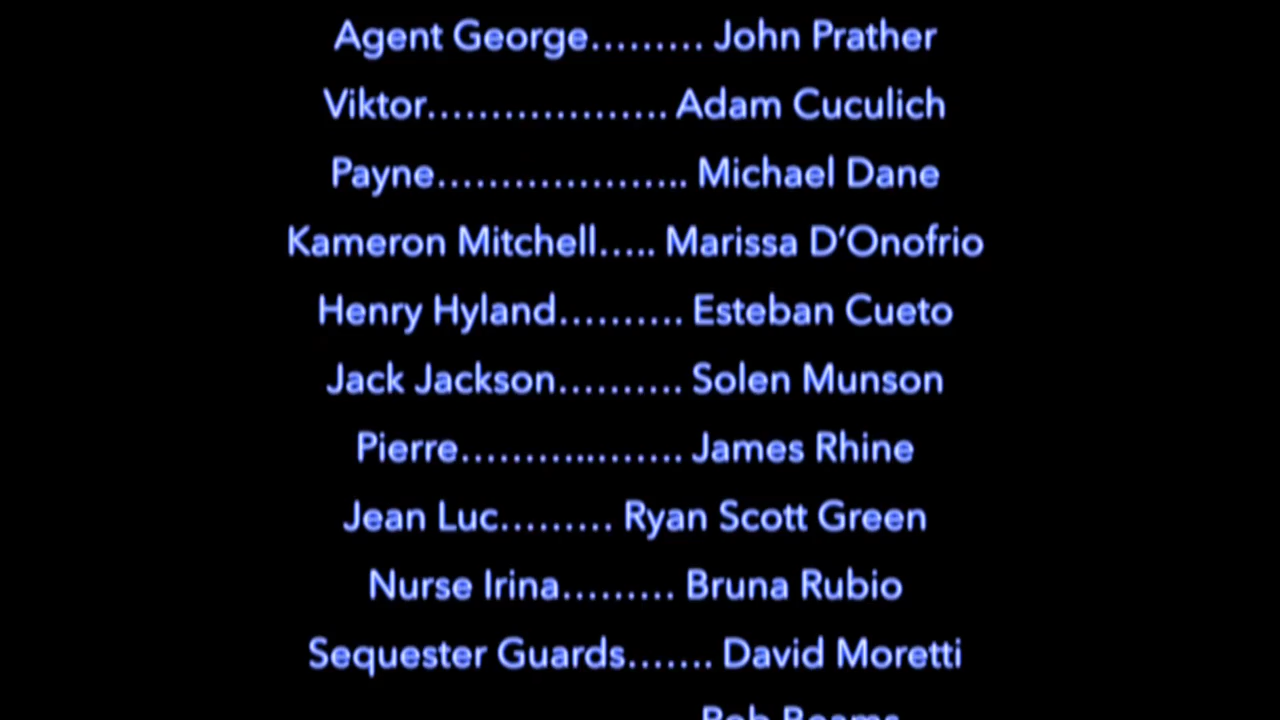 Agent George......... John Prather
Viktor................... Adam Cuculich
Payne.................... Michael Dane
Kameron Mitchell..... Marissa D'Onofrio
Henry Hyland.......... Esteban Cueto
Jack Jackson.......... Solen Munson
Pierre.................. James Rhine
Jean Luc......... Ryan Scott Green
Nurse Irina......... Bruna Rubio
Sequester Guards....... David Moretti